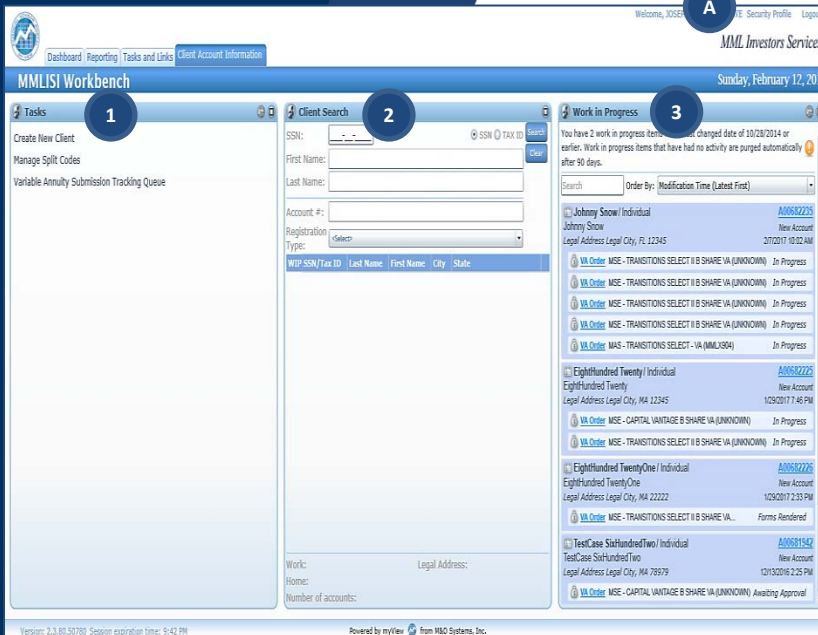 A
Welcome, JOSEP TE Security Profile Logou
Dashboard Reporting Tasks and Links Client Account Information
MML Investors Services
MMLISI Workbench
Sunday, February 12, 20
Tasks
1
Create New Client
Manage Split Codes
Variable Annuity Submission Tracking Queue
Client Search
2
SSN: _-_- SSN TAX ID Search
First Name: Clear
Last Name:
Account #:
Registration Type: <Select>
WIP SSN/Tax ID Last Name First Name City State
Work: Legal Address:
Home:
Number of accounts:
Work in Progress
3
You have 2 work in progress items changed date of 10/28/2014 or
earlier. Work in progress items that have had no activity are purged automatically
after 90 days.
Search Order By: Modification Time (Latest First)
Johnny Snow/ Individual A00682235
Johnny Snow New Account
Legal Address Legal City, FL 12345 2/7/2017 10:02 AM
VA Order MSE - TRANSITIONS SELECT II B SHARE VA (UNKNOWN) In Progress
VA Order MSE - TRANSITIONS SELECT II B SHARE VA (UNKNOWN) In Progress
VA Order MSE - TRANSITIONS SELECT II B SHARE VA (UNKNOWN) In Progress
VA Order MSE - TRANSITIONS SELECT II B SHARE VA (UNKNOWN) In Progress
VA Order MAS - TRANSITIONS SELECT - VA (MMLX904) In Progress
EightHundred Twenty/ Individual A00682225
EightHundred Twenty New Account
Legal Address Legal City, MA 12345 1/29/2017 7:46 PM
VA Order MSE - CAPITAL VANTAGE B SHARE VA (UNKNOWN) In Progress
VA Order MSE - TRANSITIONS SELECT II B SHARE VA (UNKNOWN) In Progress
EightHundred TwentyOne/ Individual A00682226
EightHundred TwentyOne New Account
Legal Address Legal City, MA 22222 1/29/2017 2:33 PM
VA Order MSE - TRANSITIONS SELECT II B SHARE VA... Forms Rendered
TestCase SixHundredTwo/ Individual A00681942
TestCase SixHundredTwo New Account
Legal Address Legal City, MA 78979 12/13/2016 2:25 PM
VA Order MSE - CAPITAL VANTAGE B SHARE VA (UNKNOWN) Awaiting Approval
Version: 2.3.80.50780 Session expiration time: 9:42 PM
Powered by myView from M&O Systems, Inc.